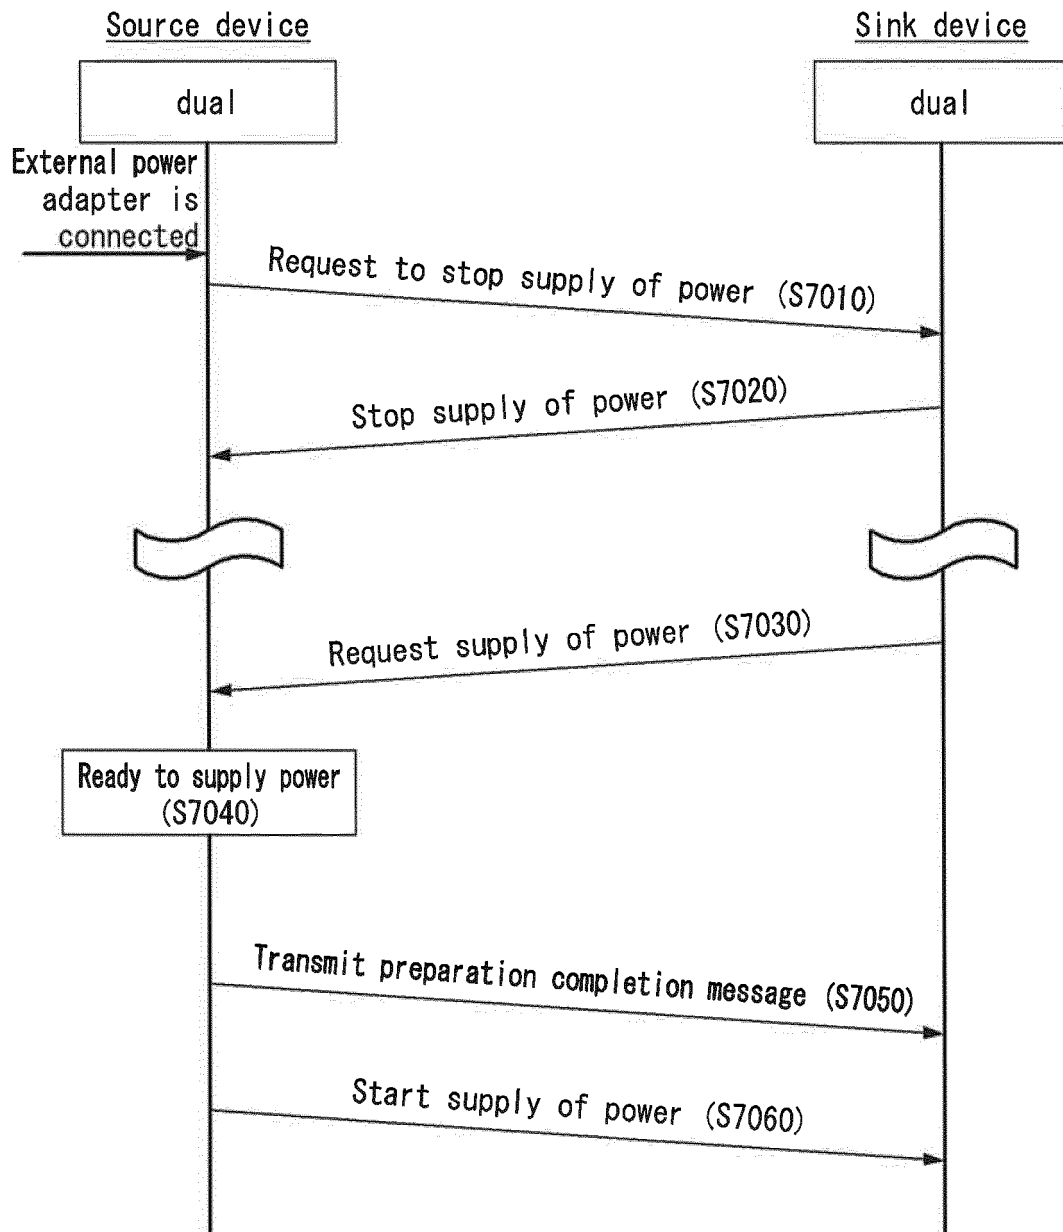 Source device
Sink device
dual
dual
External power
adapter is
connected
Request to stop supply of power (S7010)
Stop supply of power (S7020)
Request supply of power (S7030)
Ready to supply power
(S7040)
Transmit preparation completion message (S7050)
Start supply of power (S7060)